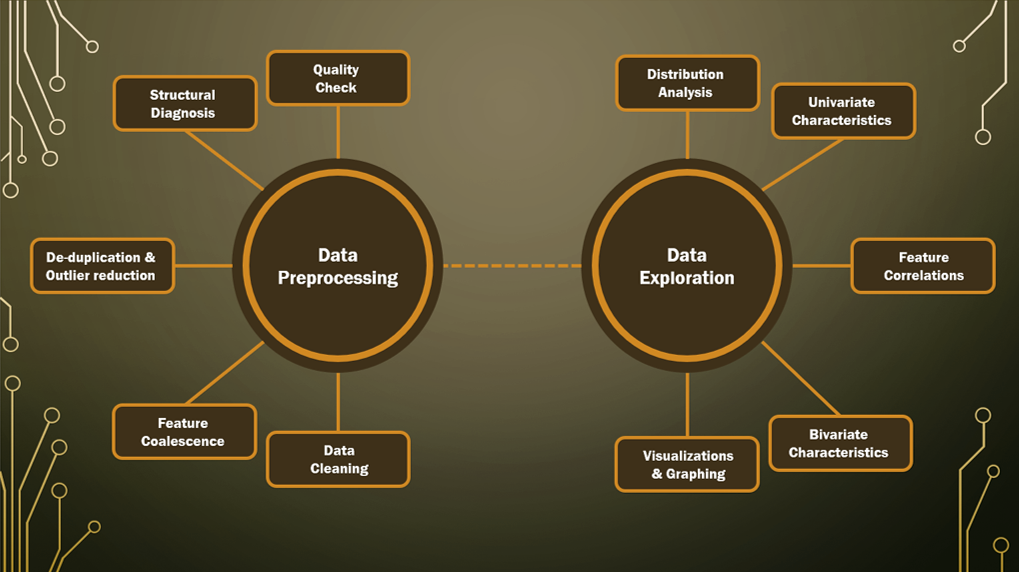 Quality
Check
Structural
Diagnosis
De-duplication &
Outlier reduction
Data
Preprocessing
Feature
Coalescence
Data
Cleaning
Distribution
Analysis
Univariate
Characteristics
Data
Exploration
Feature
Correlations
Bivariate
Characteristics
Visualizations
& Graphing